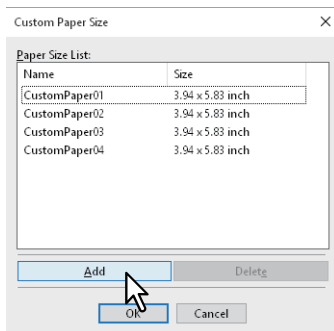 Custom Paper Size
Paper Size List:
Name Size
CustomPaper01 3.94 x 5.83 inch
CustomPaper02 3.94 x 5.83 inch
CustomPaper03 3.94 x 5.83 inch
CustomPaper04 3.94 x 5.83 inch
Add Delete
OK Cancel